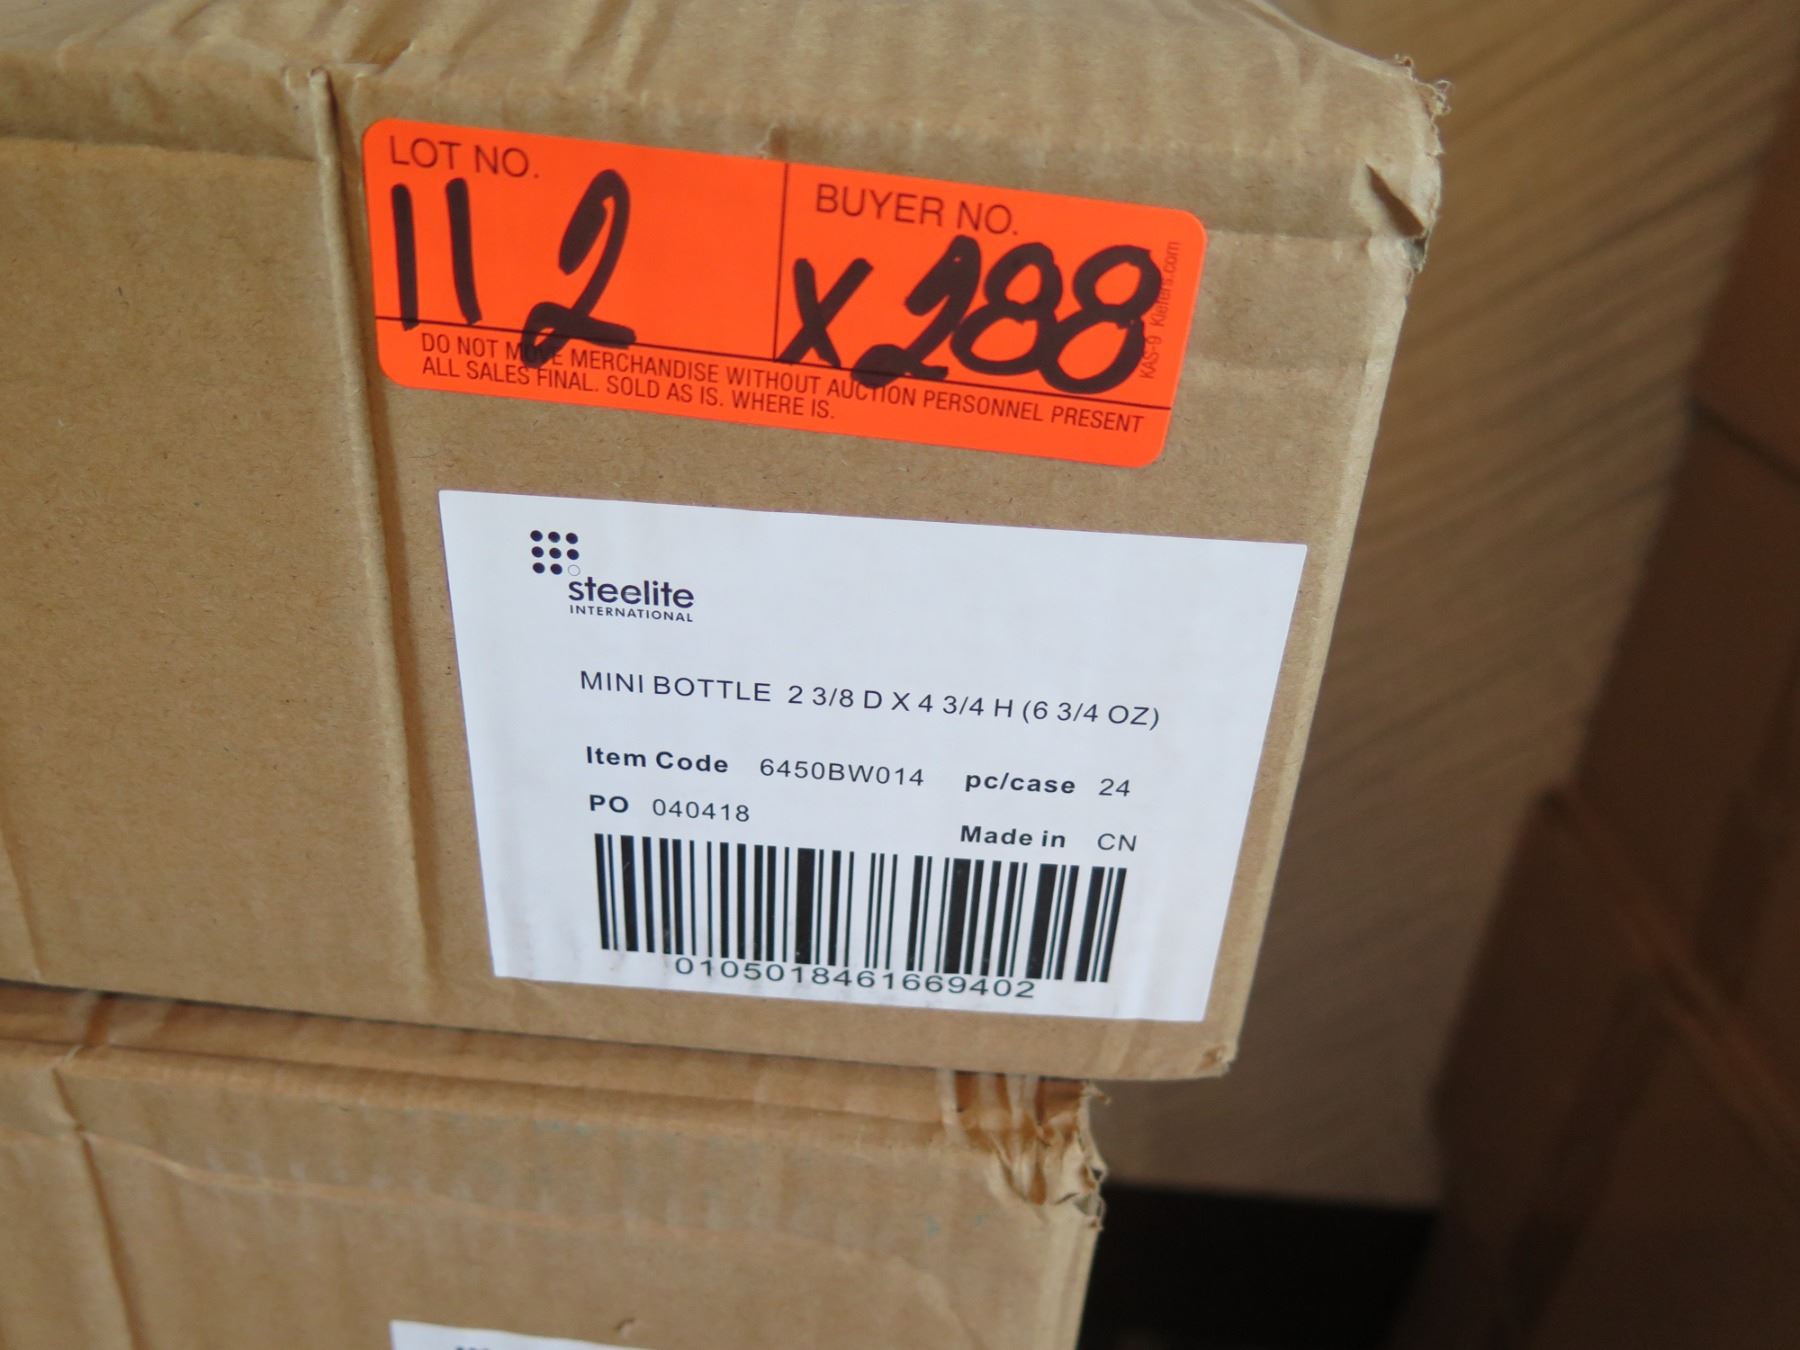 LOT NO.
112
BUYER NO.
x288
DO NOT MOVE MERCHANDISE WITHOUT AUCTION PERSONNEL PRESENT
ALL SALES FINAL. SOLD AS IS. WHERE IS.
KAS-9 Kiefers.com
steelite
INTERNATIONAL
MINI BOTTLE 2 3/8 D X 4 3/4 H (6 3/4 OZ)
Item Code 6450BW014 pc/case 24
PO 040418
Made in CN
0105018461669402